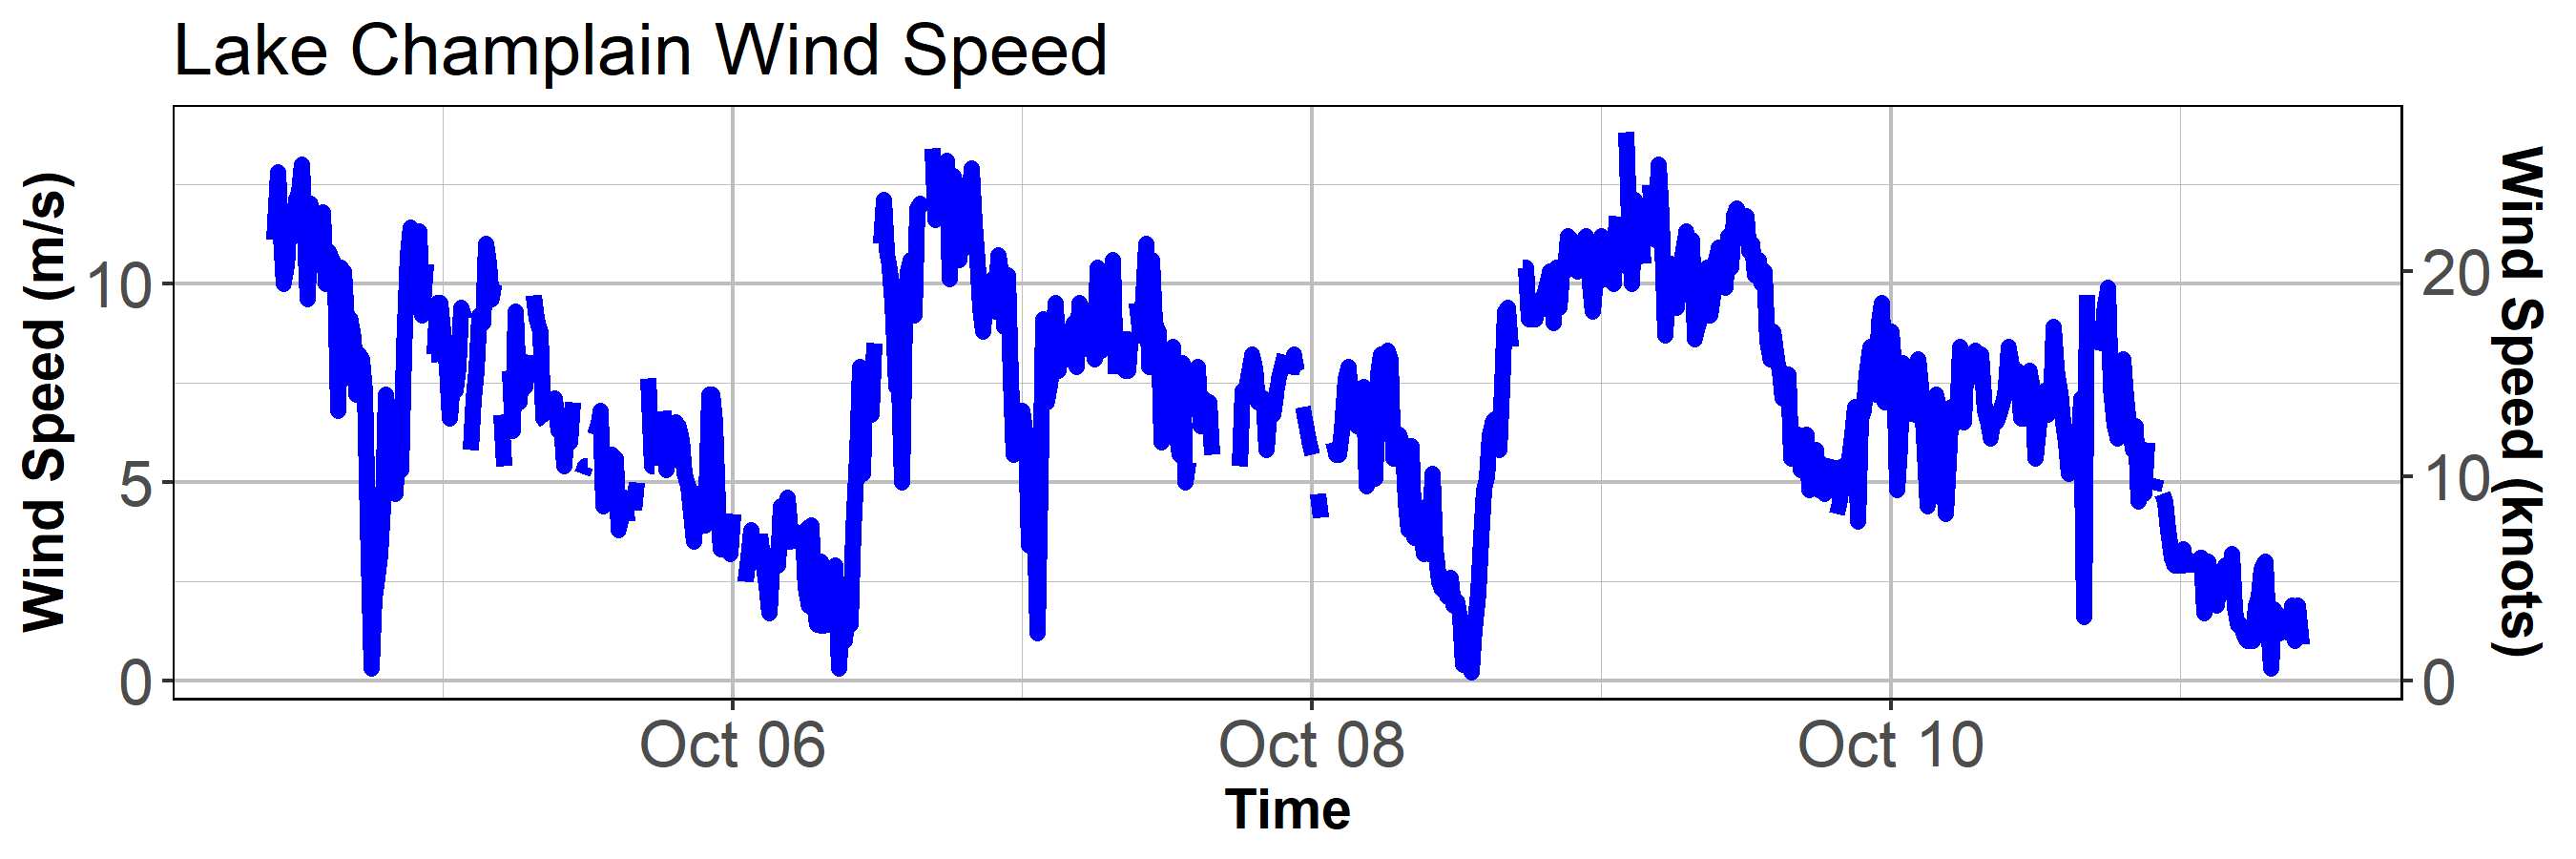 Lake Champlain Wind Speed
Wind Speed (m/s)
10
5
0
20
10
0
Wind Speed (knots)
Oct 06
Oct 08
Oct 10
Time